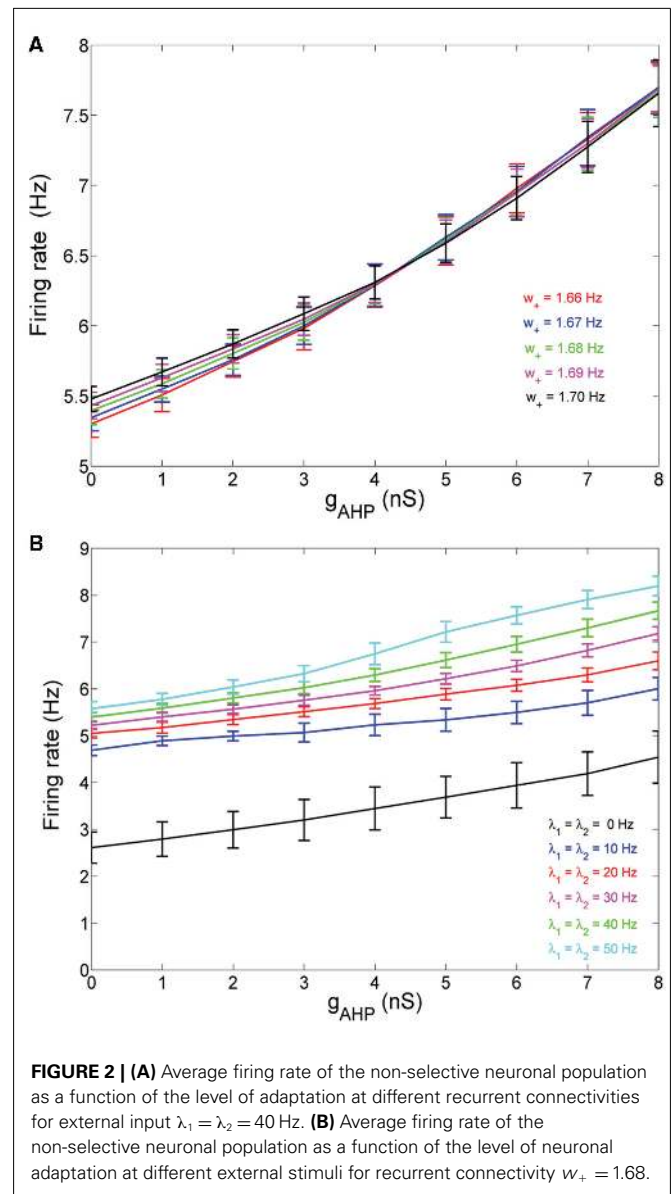 A
8
7.5
7
6.5
6
5.5
5
Firing rate (Hz)
w+ = 1.66 Hz
w+ = 1.67 Hz
w+ = 1.68 Hz
w+ = 1.69 Hz
w+ = 1.70 Hz
0 1 2 3 4 5 6 7 8
gAHP (nS)
B
9
8
7
6
5
4
3
2
1
0
Firing rate (Hz)
λ1 = λ2 = 0 Hz
λ1 = λ2 = 10 Hz
λ1 = λ2 = 20 Hz
λ1 = λ2 = 30 Hz
λ1 = λ2 = 40 Hz
λ1 = λ2 = 50 Hz
0 1 2 3 4 5 6 7 8
gAHP (nS)
FIGURE 2 | (A) Average firing rate of the non-selective neuronal population
as a function of the level of adaptation at different recurrent connectivities
for external input λ1 = λ2 = 40 Hz. (B) Average firing rate of the
non-selective neuronal population as a function of the level of neuronal
adaptation at different external stimuli for recurrent connectivity w+ = 1.68.